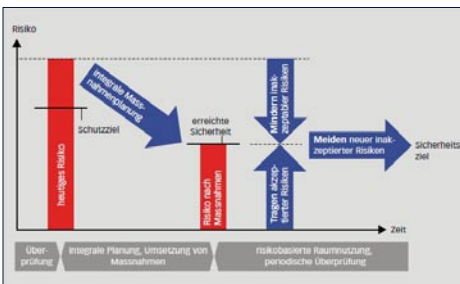 Risiko
heutiges Risiko
Schutzziel
integrale Mass-
nahmenplanung
erreichte
Sicherheit
Risiko nach
Massnahmen
Mindern inak-
zeptabler Risiken
Tragen akzep-
tierter Risiken
Meiden neuer inak-
zeptierter Risiken
Sicherheits
ziel
Zeit
Über-
prüfung
integrale Planung, Umsetzung von
Massnahmen
risikobasierte Raumnutzung,
periodische Überprüfung